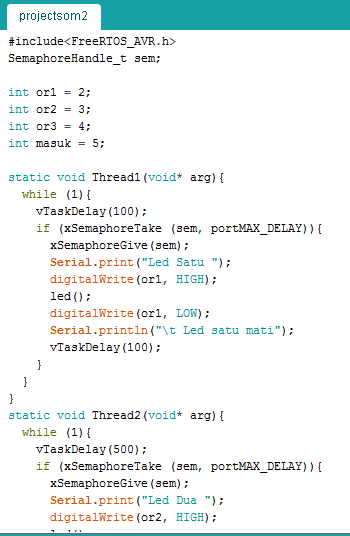 projectsom2
#include<FreeRTOS_AVR.h>
SemaphoreHandle_t sem;
int or1 = 2;
int or2 = 3;
int or3 = 4;
int masuk = 5;
static void Thread1(void* arg){
while (1){
vTaskDelay(100);
if (xSemaphoreTake (sem, portMAX_DELAY)){
xSemaphoreGive(sem);
Serial.print("Led Satu ");
digitalWrite(or1, HIGH);
led();
digitalWrite(or1, LOW);
Serial.println("\t Led satu mati");
vTaskDelay(100);
}
}
}
static void Thread2(void* arg){
while (1){
vTaskDelay(500);
if (xSemaphoreTake (sem, portMAX_DELAY)){
xSemaphoreGive(sem);
Serial.print("Led Dua ");
digitalWrite(or2, HIGH);